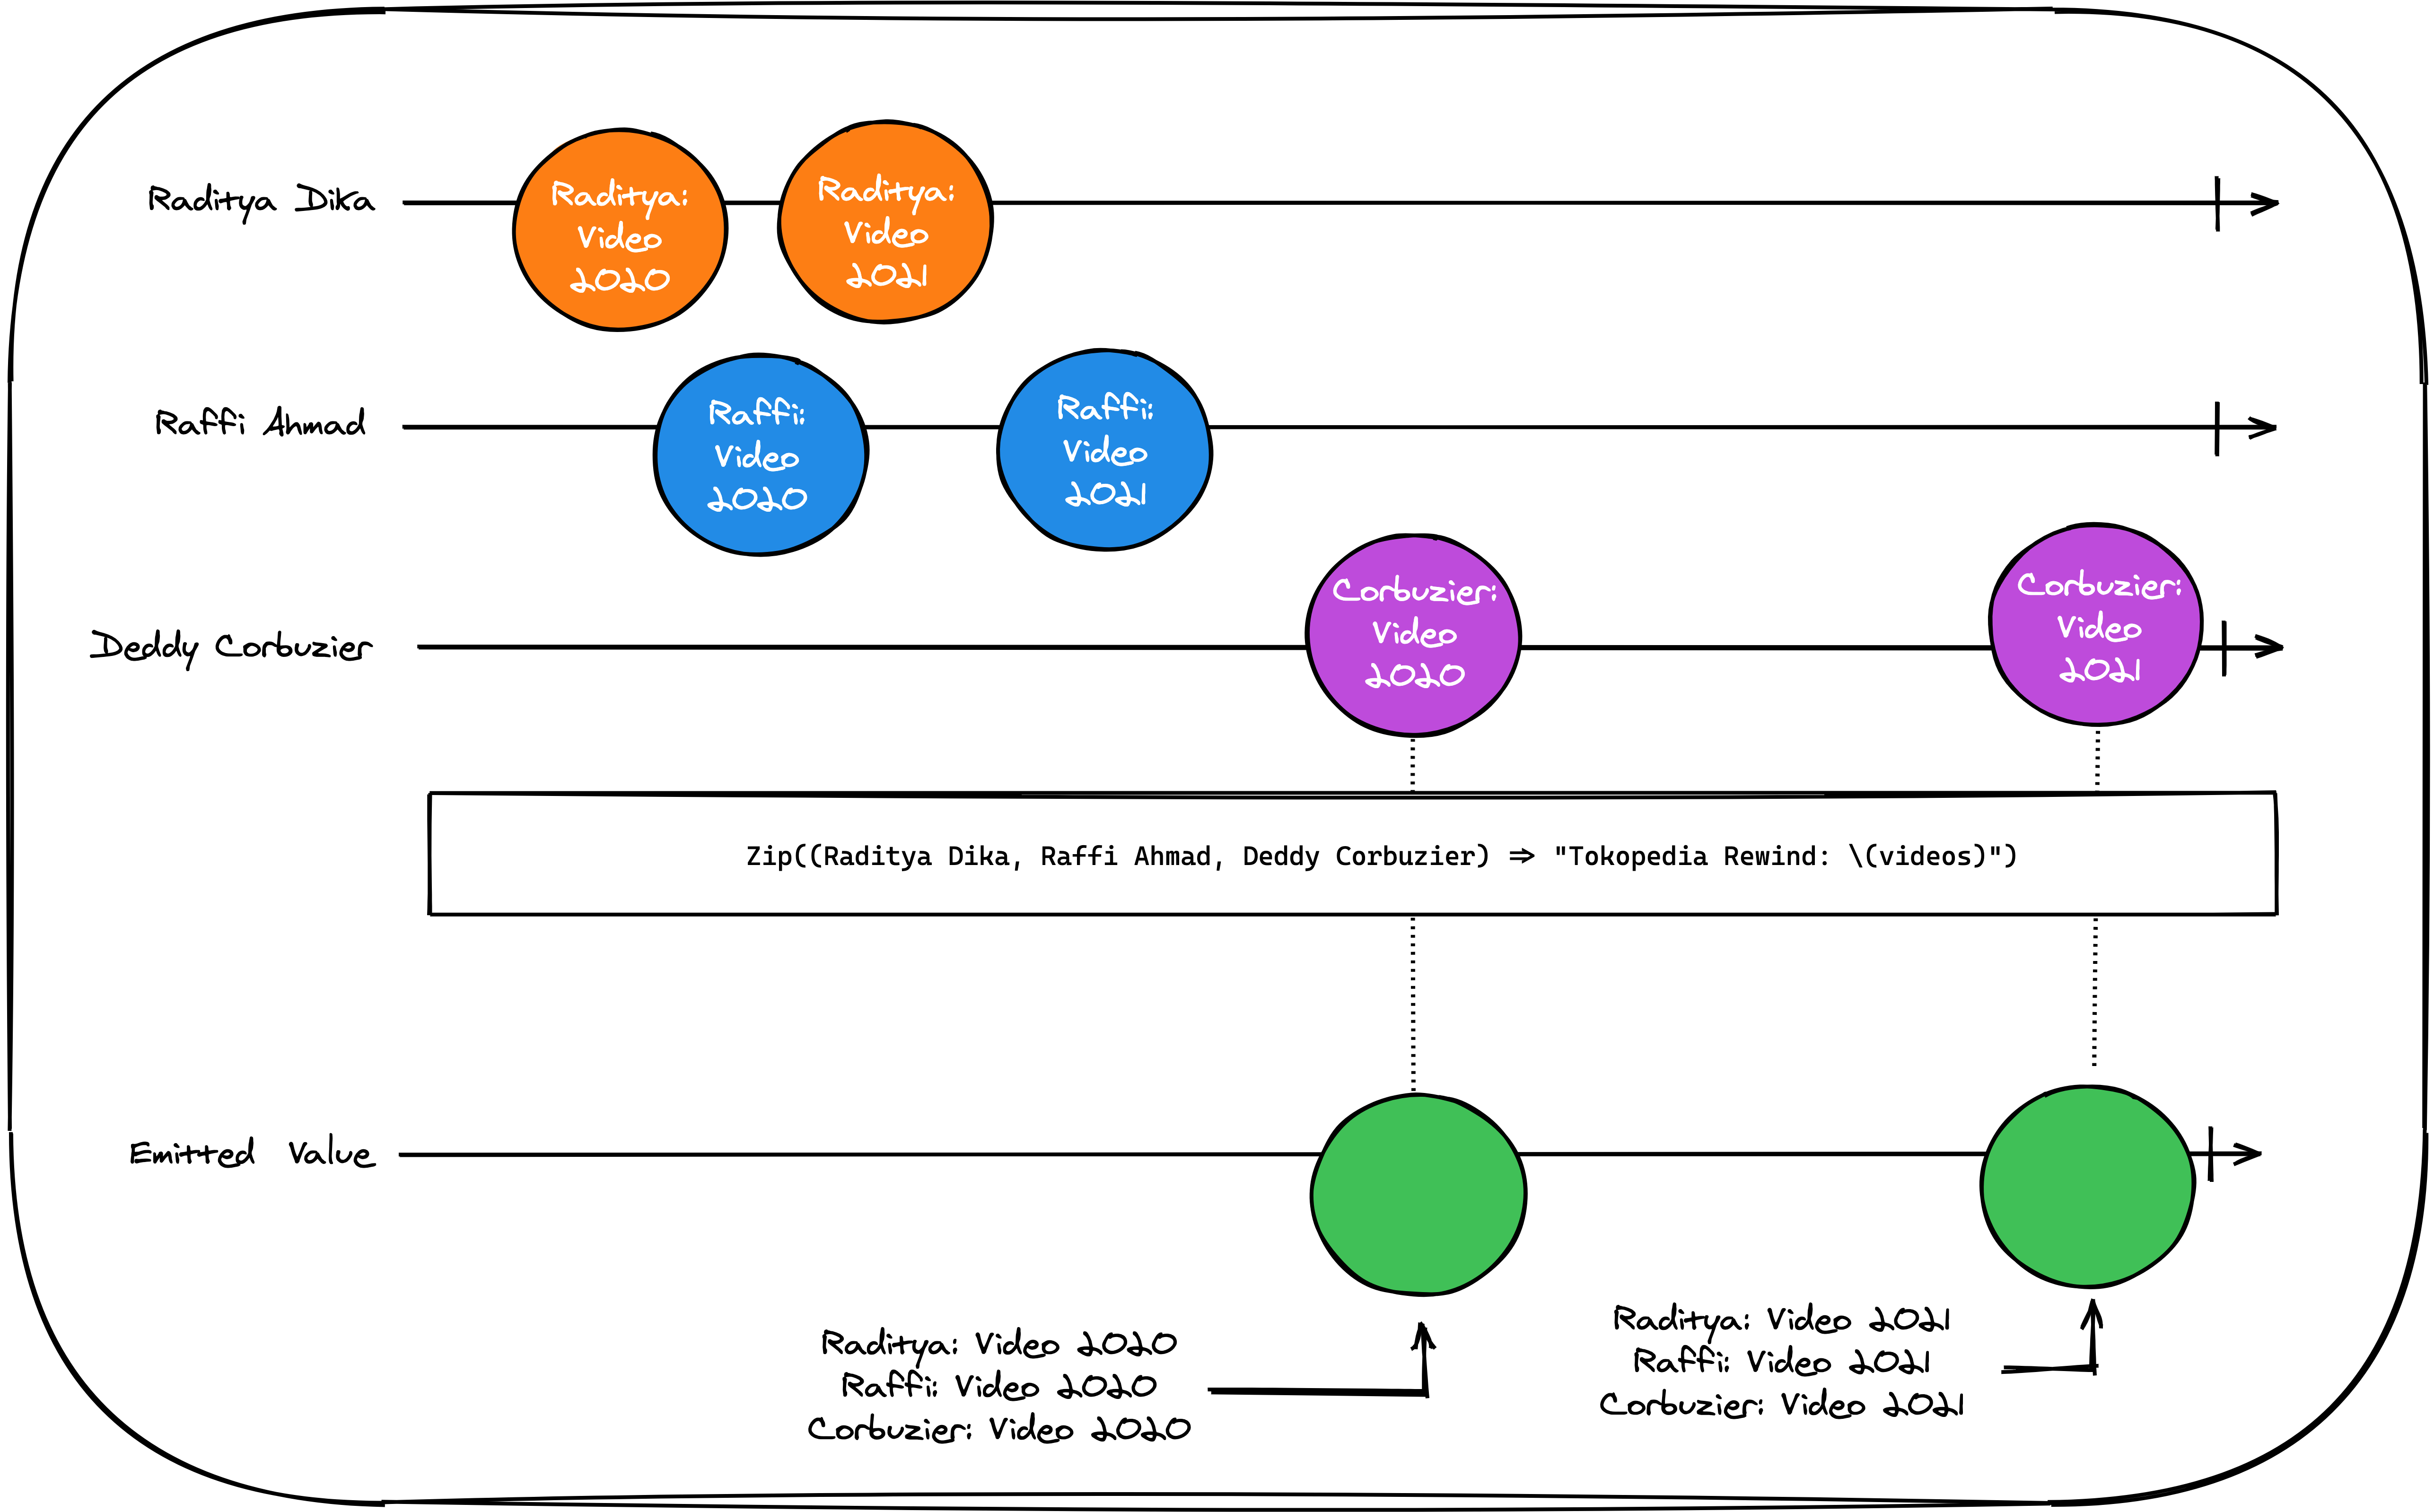 Raditya Dika
Raditya:
Video
2020
Raditya:
Video
2021
Raffi Ahmad
Raffi:
Video
2020
Raffi:
Video
2021
Deddy Corbuzier
Corbuzier:
Video
2020
Corbuzier:
Video
2021
Zip((Raditya Dika, Raffi Ahmad, Deddy Corbuzier) => "Tokopedia Rewind: \(videos)")
Emitted Value
Raditya: Video 2020
Raffi: Video 2020
Corbuzier: Video 2020
Raditya: Video 2021
Raffi: Video 2021
Corbuzier: Video 2021